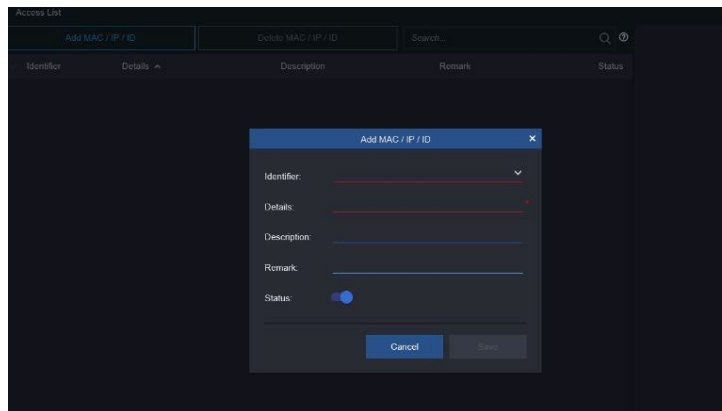 Access List
Add MAC / IP / ID Delete MAC / IP / ID Search...
Identifier Details Description Remark Status
Add MAC / IP / ID
Identifier:
Details: *
Description:
Remark:
Status:
Cancel Save